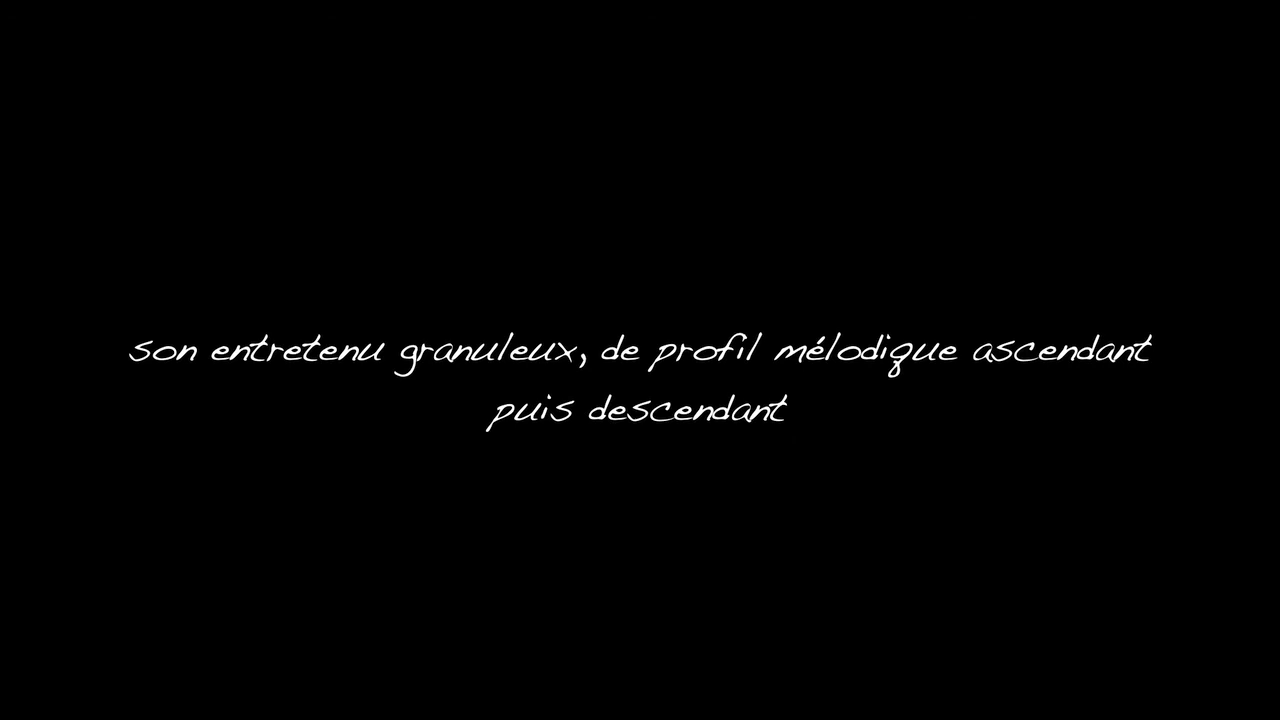 son entretenu granuleux, de profil mélodique ascendant
puis descendant